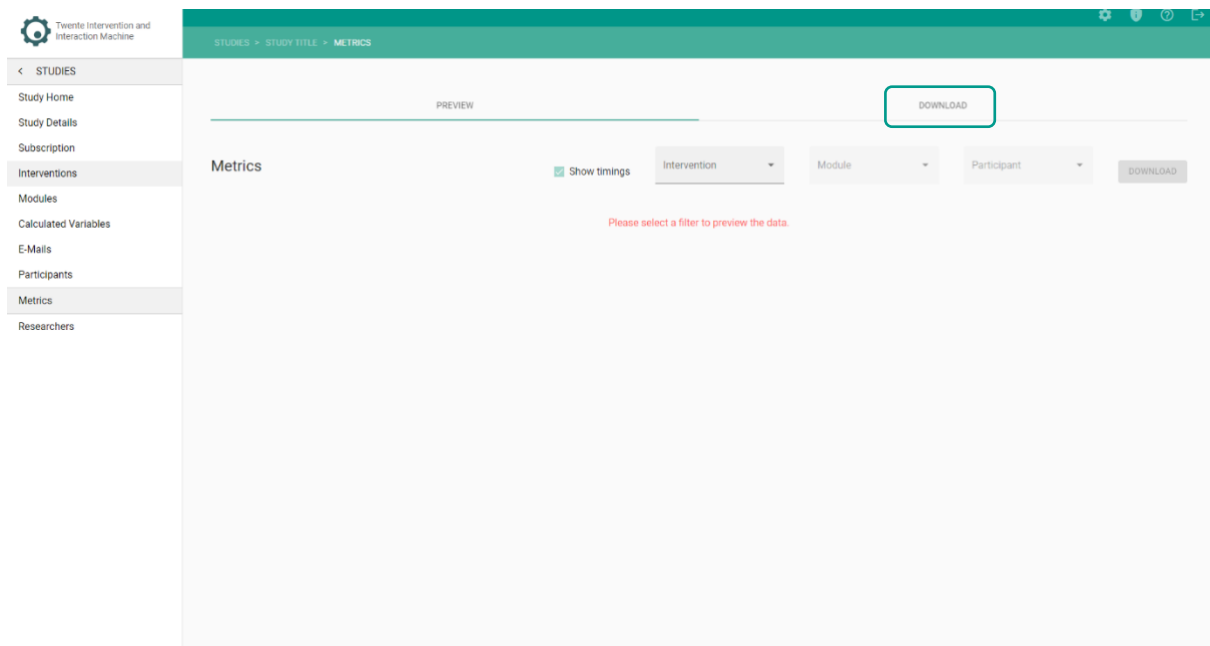 Twente Intervention and
Interaction Machine
STUDIES > STUDY TITLE > METRICS
< STUDIES
Study Home
Study Details
Subscription
Interventions
Modules
Calculated Variables
E-Mails
Participants
Metrics
Researchers
PREVIEW DOWNLOAD
Metrics Show timings Intervention Module Participant DOWNLOAD
Please select a filter to preview the data.